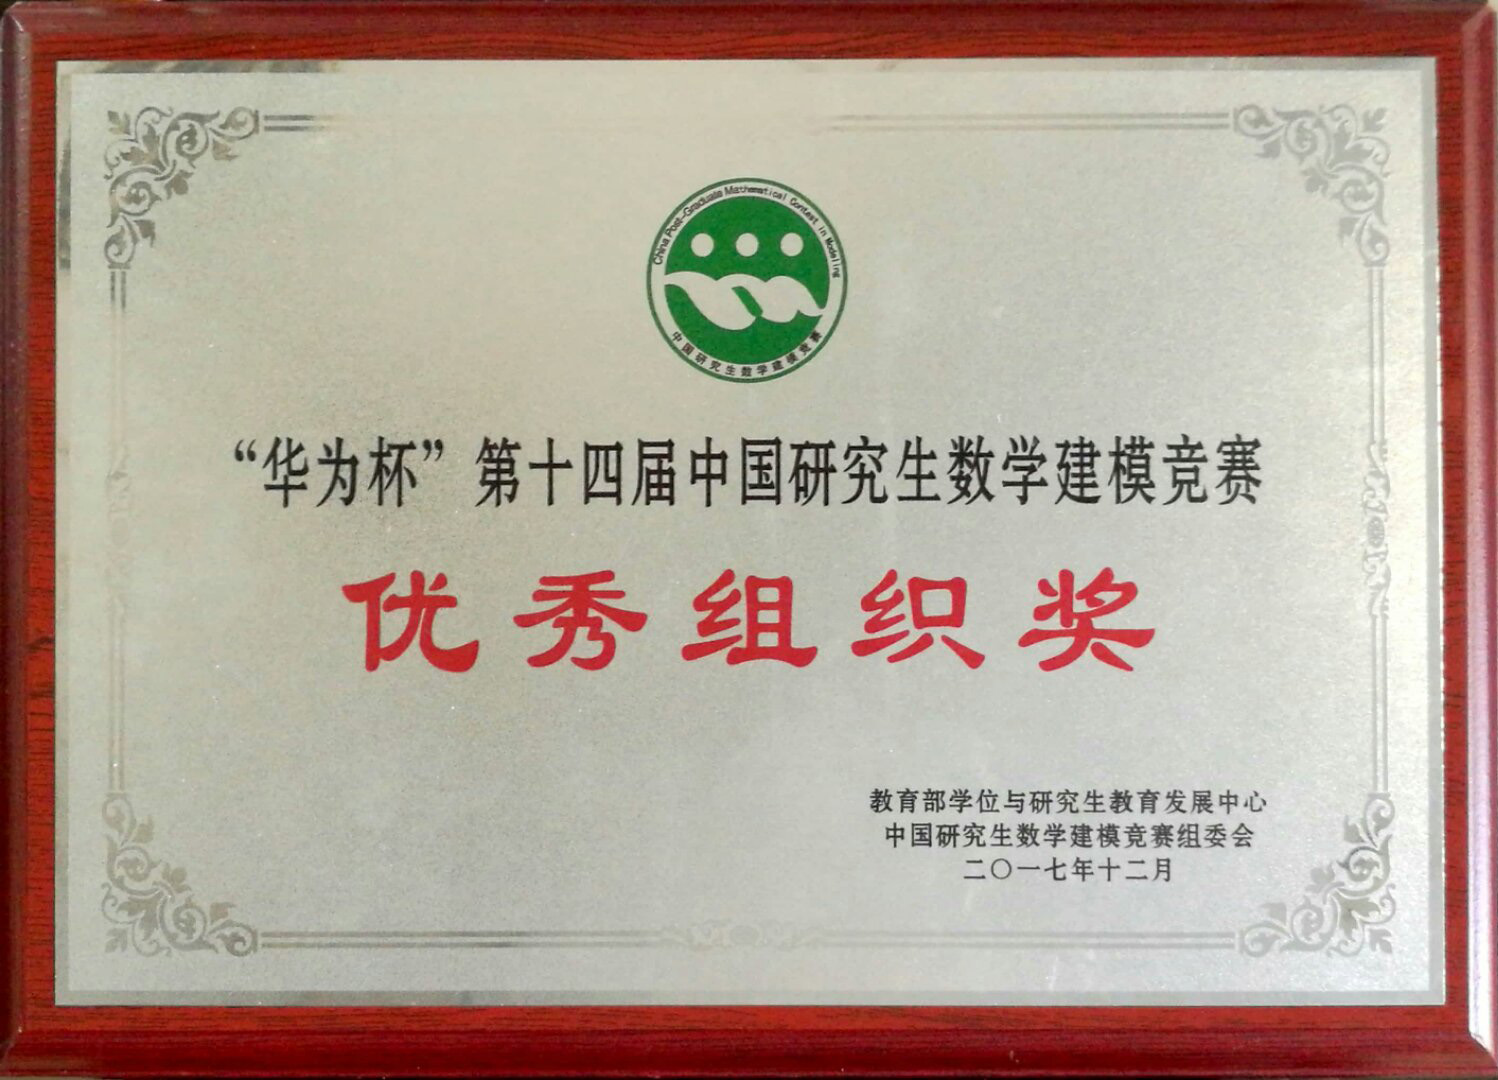 China Post-Graduate Mathematical Contest in Modeling
中国研究生数学建模竞赛
“华为杯”第十四届中国研究生数学建模竞赛
优秀组织奖
教育部学位与研究生教育发展中心
中国研究生数学建模竞赛组委会
二〇一七年十二月